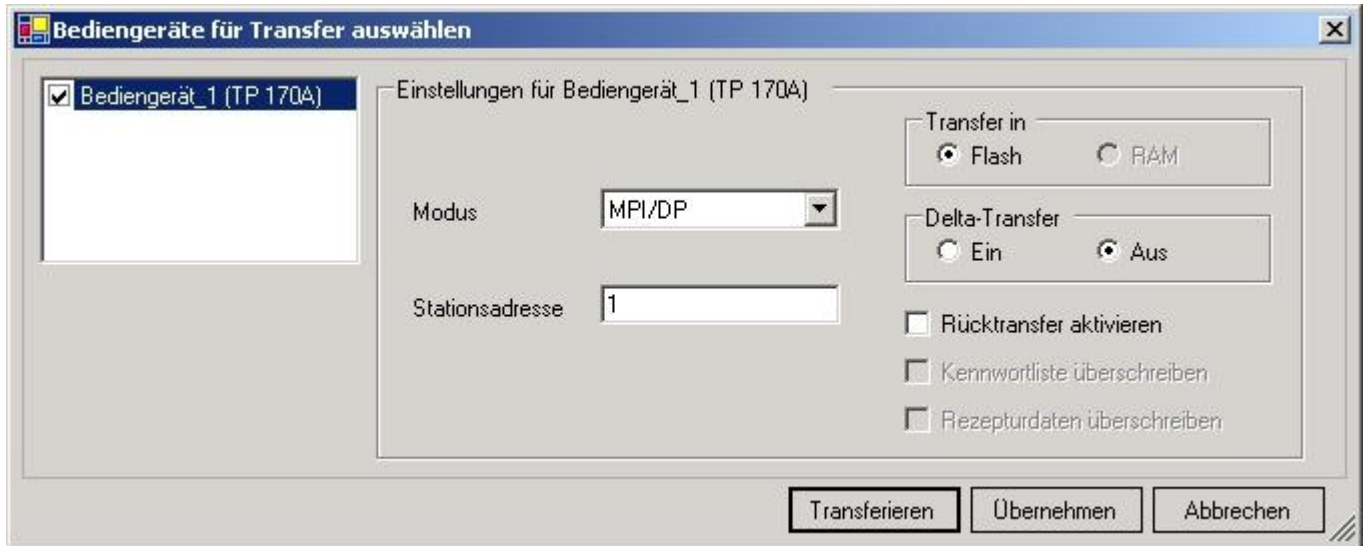 Bediengeräte für Transfer auswählen
Bediengerät_1 (TP 170A)
Einstellungen für Bediengerät_1 (TP 170A)
Modus
MPI/DP
Stationsadresse
1
Transfer in
Flash
RAM
Delta-Transfer
Ein
Aus
Rücktransfer aktivieren
Kennwortliste überschreiben
Rezepturdaten überschreiben
Transferieren
Übernehmen
Abbrechen